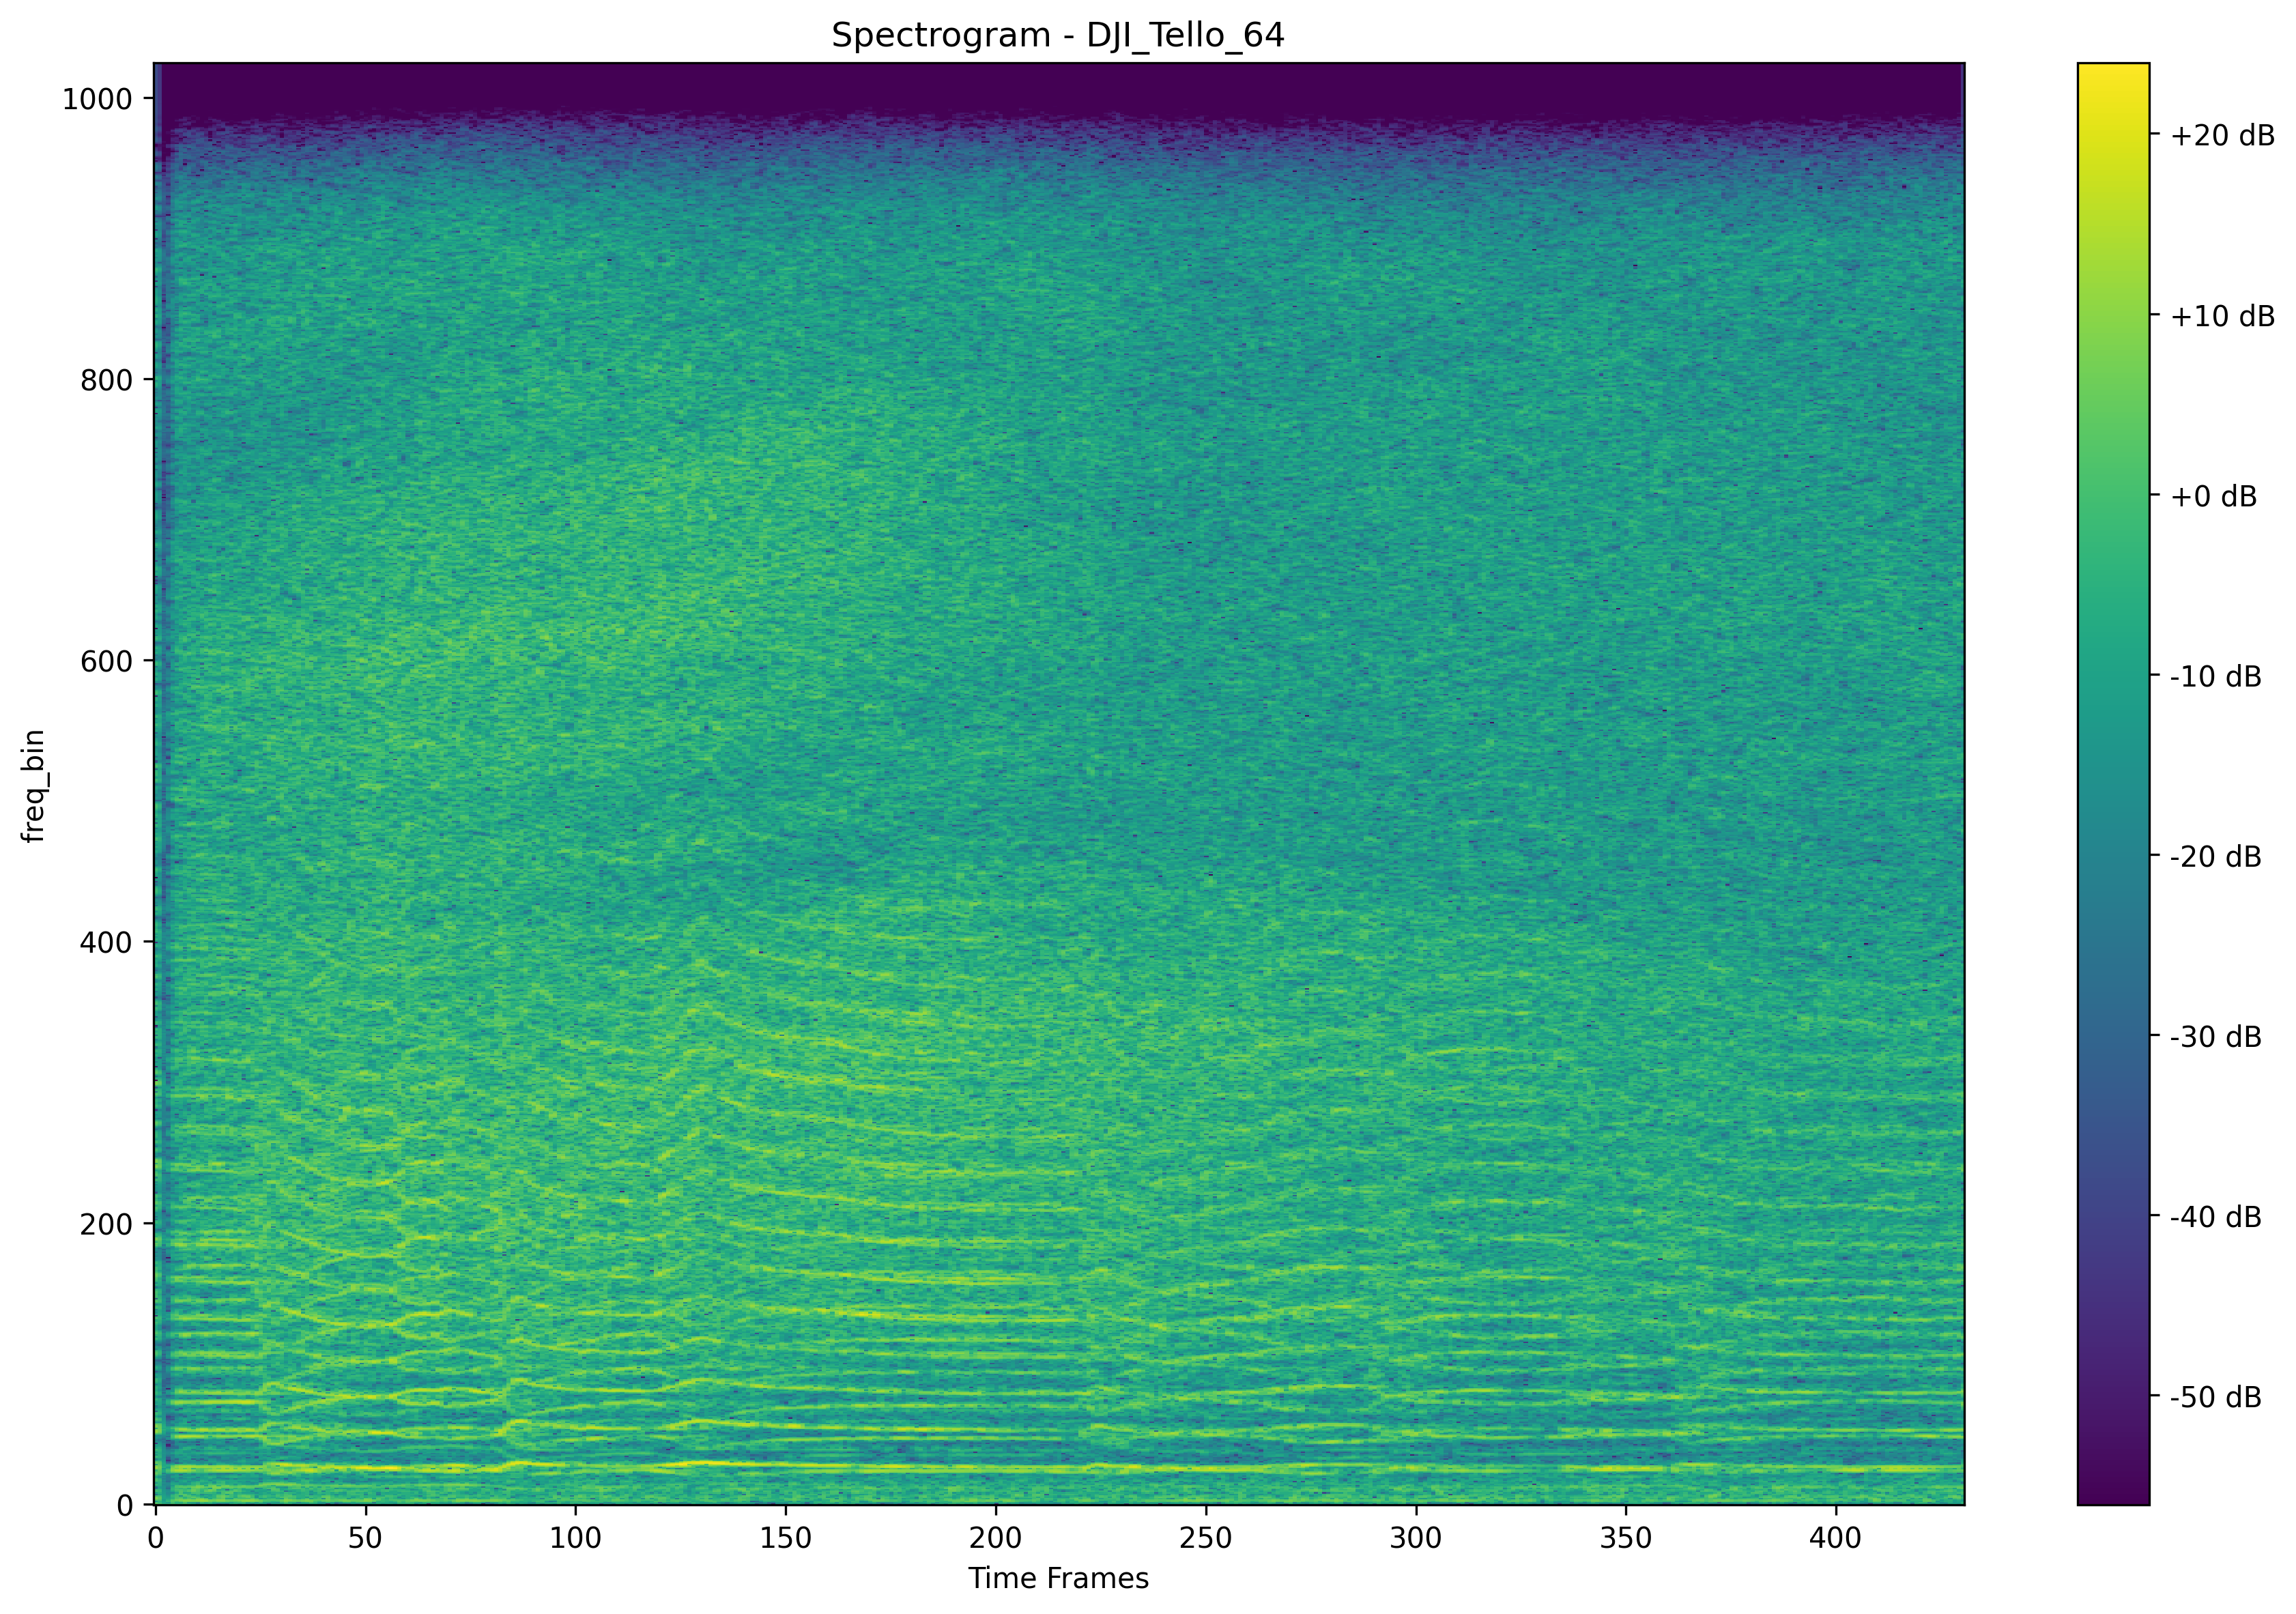 Spectrogram - DJI_Tello_64
1000
800
600
400
200
0
freq_bin
0 50 100 150 200 250 300 350 400
Time Frames
+20 dB
+10 dB
+0 dB
-10 dB
-20 dB
-30 dB
-40 dB
-50 dB